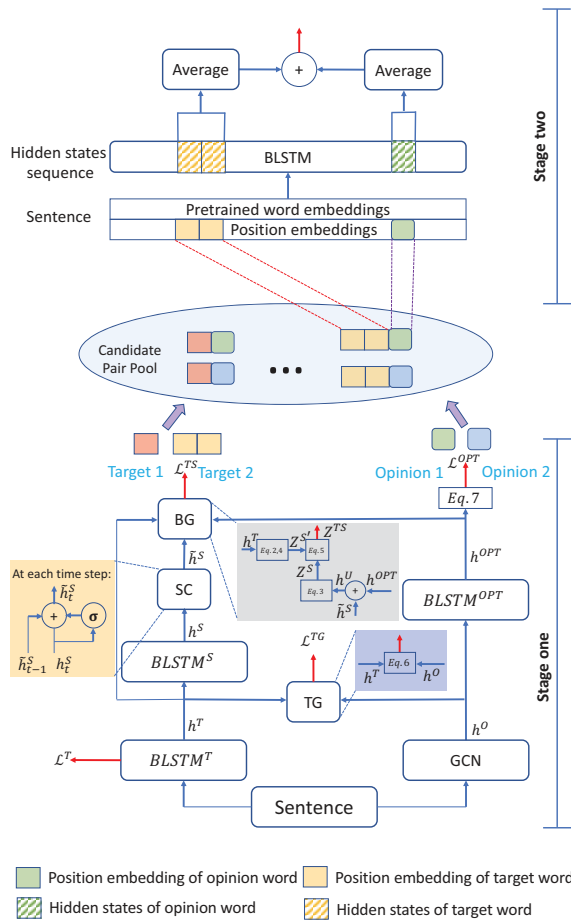 Average
+
Average
Hidden states
sequence
BLSTM
Stage two
Sentence
Pretrained word embeddings
Position embeddings
Candidate
Pair Pool
...
Target 1
Target 2
Opinion 1
Opinion 2
ℒ^{TS}
ℒ^{OPT}
Eq. 7
BG
h^T
Eq. 2,4
Z^{S'}
Eq. 5
Z^{TS}
Z^S
Eq. 3
h^U
+
h^{OPT}
h̃^S
h^{OPT}
At each time step:
h̃_t^S
+
σ
h̃_{t-1}^S
h_t^S
h̃^S
SC
h^S
BLSTM^S
BLSTM^{OPT}
ℒ^{TG}
TG
h^T
Eq. 6
h^O
Stage one
h^T
h^O
ℒ^T
BLSTM^T
GCN
Sentence
Position embedding of opinion word
Position embedding of target word
Hidden states of opinion word
Hidden states of target word